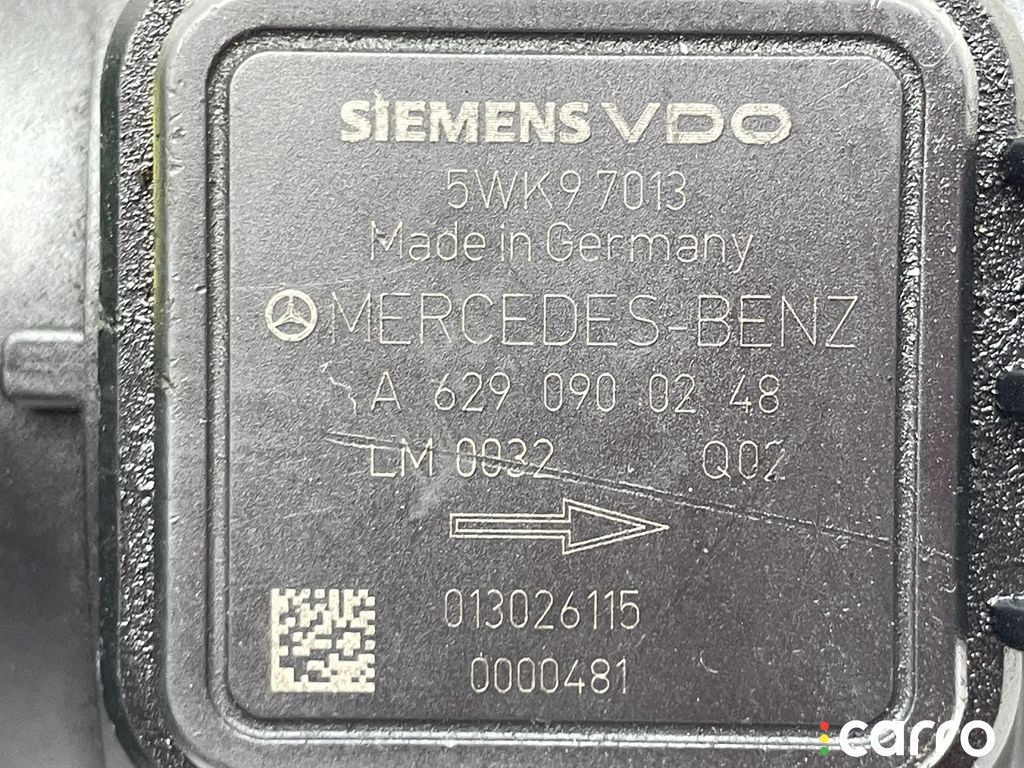 SIEMENS VDO
5WK9 7013
Made in Germany
MERCEDES-BENZ
A 629 090 02 48
LM 0032 Q02
013026115
0000481
carro